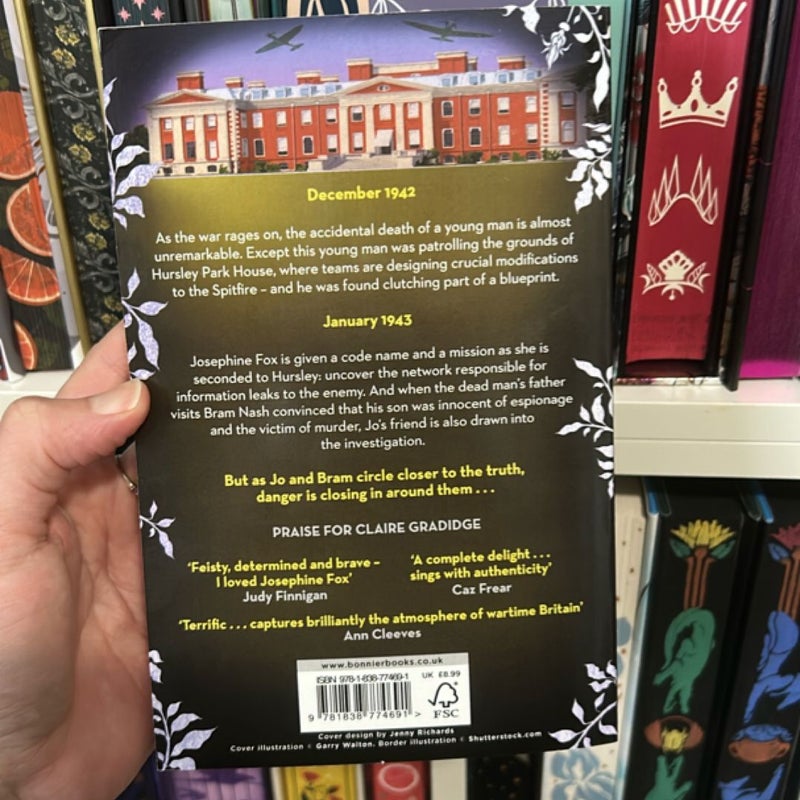 December 1942
As the war rages on, the accidental death of a young man is almost
unremarkable. Except this young man was patrolling the grounds of
Hursley Park House, where teams are designing crucial modifications
to the Spitfire – and he was found clutching part of a blueprint.
January 1943
Josephine Fox is given a code name and a mission as she is
seconded to Hursley: uncover the network responsible for
information leaks to the enemy. And when the dead man's father
visits Bram Nash convinced that his son was innocent of espionage
and the victim of murder, Jo's friend is also drawn into
the investigation.
But as Jo and Bram circle closer to the truth,
danger is closing in around them . . .
PRAISE FOR CLAIRE GRADIDGE
'Feisty, determined and brave –
I loved Josephine Fox'
Judy Finnigan
'A complete delight . . .
sings with authenticity'
Caz Frear
'Terrific . . . captures brilliantly the atmosphere of wartime Britain'
Ann Cleeves
www.bonnierbooks.co.uk
ISBN 978-1-838-77469-1 UK £8.99
9 781838 774691 >
FSC
Cover design by Jenny Richards
Cover illustration © Garry Walton. Border illustration © Shutterstock.com